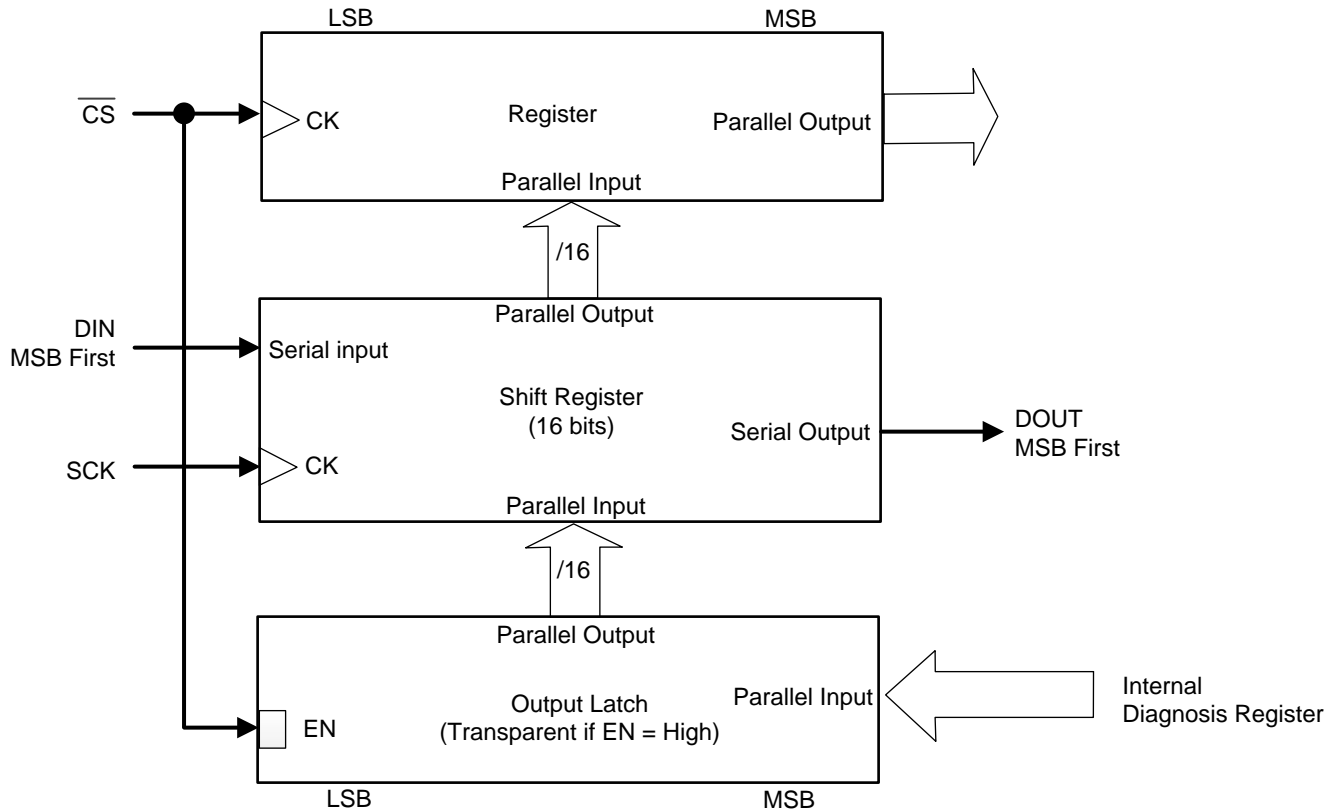 LSB
MSB
CS
CK
Register
Parallel Output
Parallel Input
/16
Parallel Output
DIN
MSB First
Serial input
Shift Register
(16 bits)
Serial Output
DOUT
MSB First
SCK
CK
Parallel Input
/16
Parallel Output
Parallel Input
Internal
Diagnosis Register
Output Latch
(Transparent if EN = High)
EN
LSB
MSB